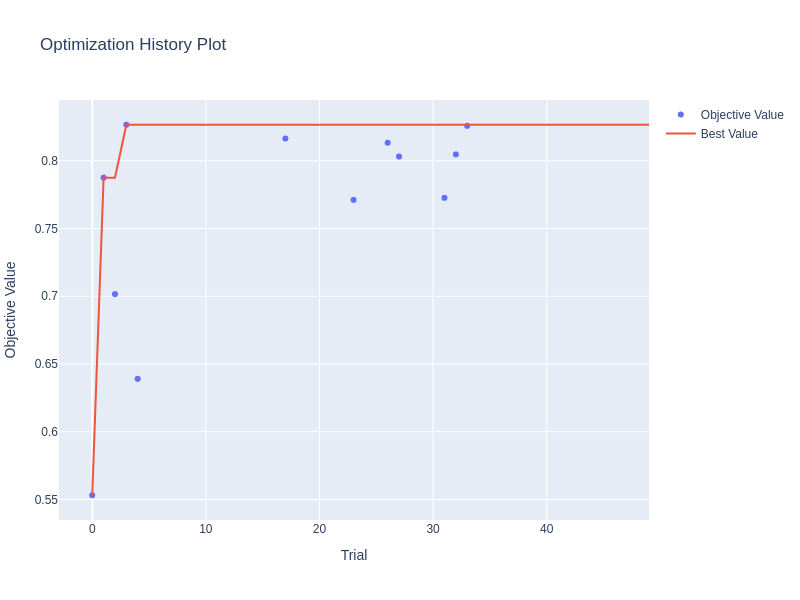 Optimization History Plot
Objective Value
Best Value
0.8
0.75
0.7
0.65
0.6
0.55
Objective Value
0 10 20 30 40
Trial